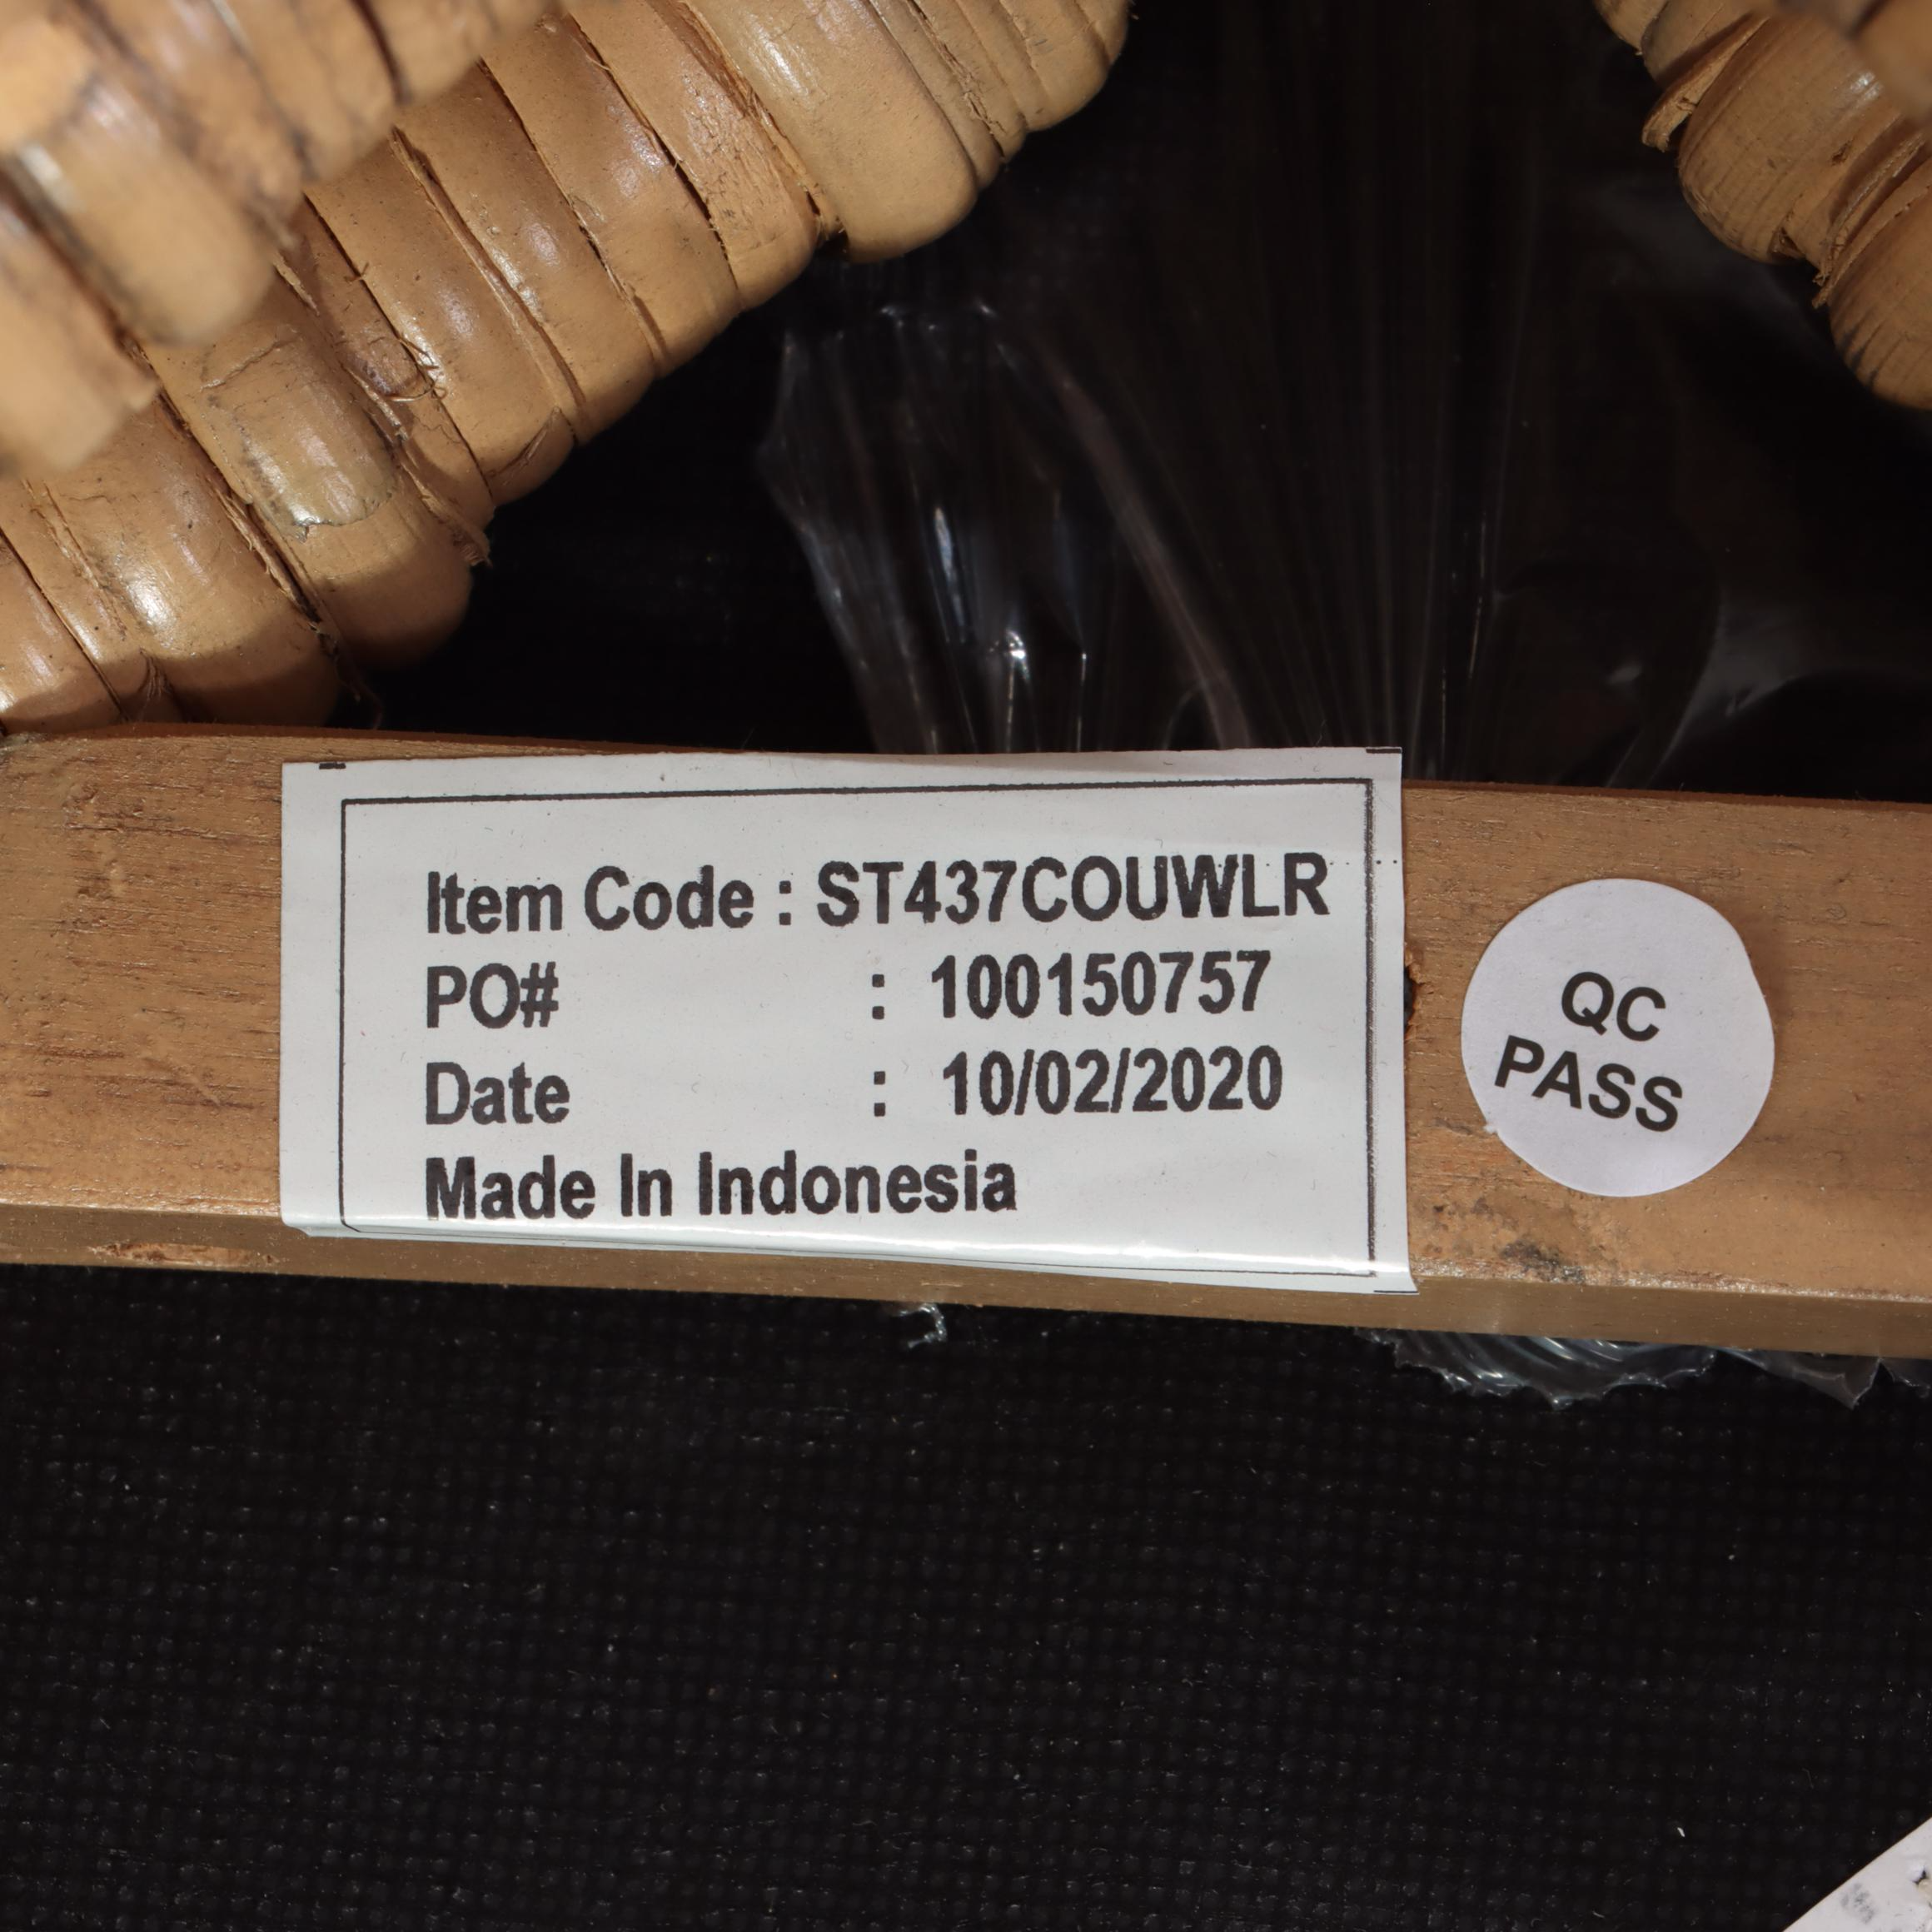 Item Code : ST437COUWLR
PO# : 100150757
Date : 10/02/2020
Made In Indonesia
QC
PASS